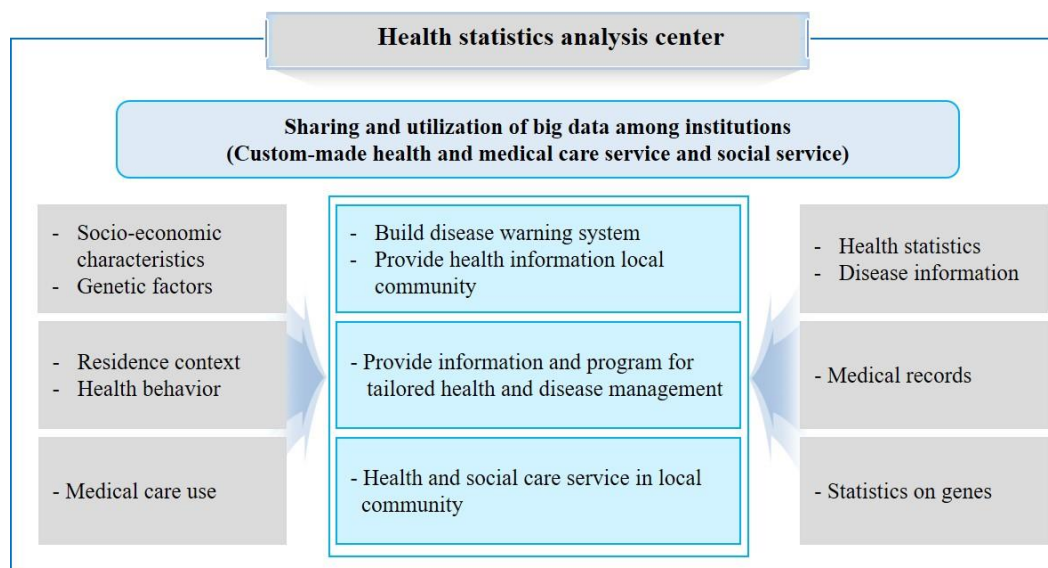 Health statistics analysis center
Sharing and utilization of big data among institutions
(Custom-made health and medical care service and social service)
- Socio-economic
characteristics
- Genetic factors
- Residence context
- Health behavior
- Medical care use
- Build disease warning system
- Provide health information local
community
- Provide information and program for
tailored health and disease management
- Health and social care service in local
community
- Health statistics
- Disease information
- Medical records
- Statistics on genes